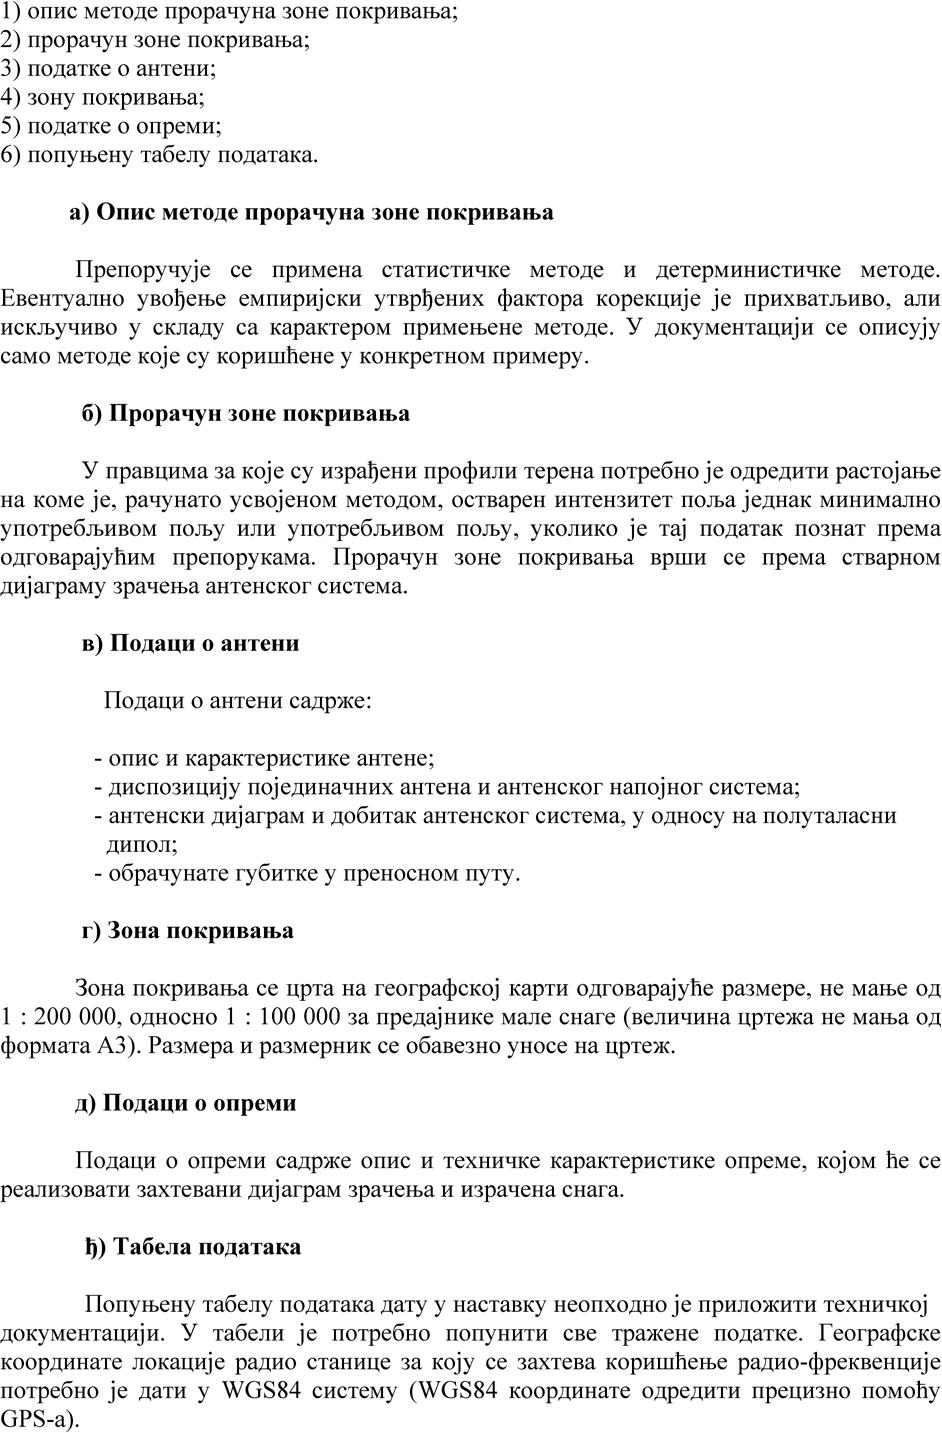 1) опис методе прорачуна зоне покривања;
2) прорачун зоне покривања;
3) податке о антени;
4) зону покривања;
5) податке о опреми;
6) попуњену табелу података.
а) Опис методе прорачуна зоне покривања
Препоручује се примена статистичке методе и детерминистичке методе.
Евентуално увођење емпиријски утврђених фактора корекције је прихватљиво, али
искључиво у складу са карактером примењене методе. У документацији се описују
само методе које су коришћене у конкретном примеру.
б) Прорачун зоне покривања
У правцима за које су израђени профили терена потребно је одредити растојање
на коме је, рачунато усвојеном методом, остварен интензитет поља једнак минимално
употребљивом пољу или употребљивом пољу, уколико је тај податак познат према
одговарајућим препорукама. Прорачун зоне покривања врши се према стварном
дијаграму зрачења антенског система.
в) Подаци о антени
Подаци о антени садрже:
- опис и карактеристике антене;
- диспозицију појединачних антена и антенског напојног система;
- антенски дијаграм и добитак антенског система, у односу на полуталасни
дипол;
- обрачунате губитке у преносном путу.
г) Зона покривања
Зона покривања се црта на географској карти одговарајуће размере, не мање од
1 : 200 000, односно 1 : 100 000 за предајнике мале снаге (величина цртежа не мања од
формата А3). Размера и размерник се обавезно уносе на цртеж.
д) Подаци о опреми
Подаци о опреми садрже опис и техничке карактеристике опреме, којом ће се
реализовати захтевани дијаграм зрачења и израчена снага.
ђ) Табела података
Попуњену табелу података дату у наставку неопходно је приложити техничкој
документацији. У табели је потребно попунити све тражене податке. Географске
координате локације радио станице за коју се захтева коришћење радио-фреквенције
потребно је дати у WGS84 систему (WGS84 координате одредити прецизно помоћу
GPS-а).